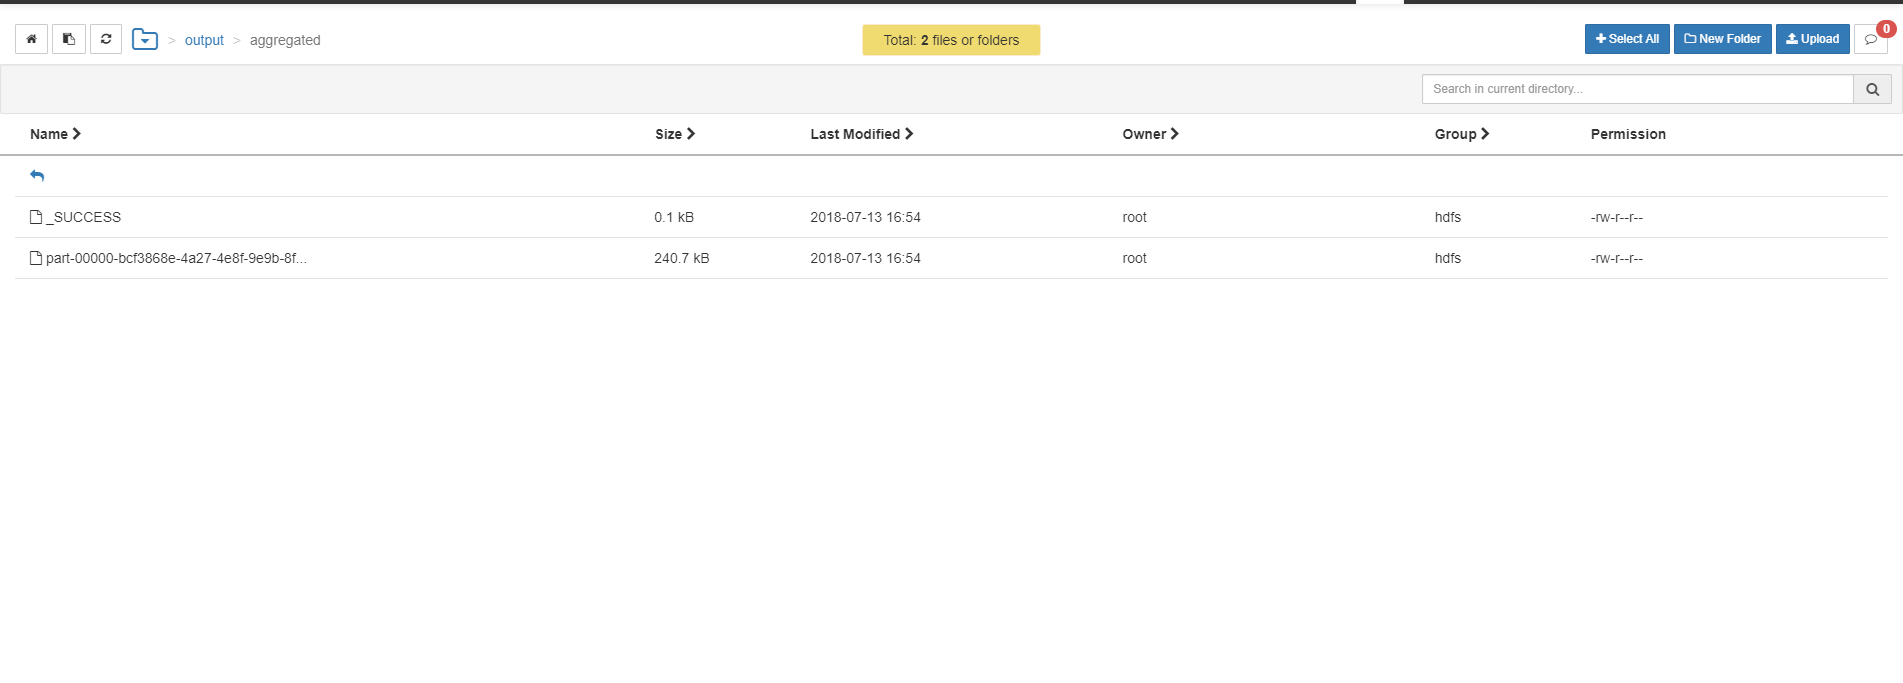 > output > aggregated
Total: 2 files or folders
Select All New Folder Upload 0
Search in current directory...
Name Size Last Modified Owner Group Permission
_SUCCESS 0.1 kB 2018-07-13 16:54 root hdfs -rw-r--r--
part-00000-bcf3868e-4a27-4e8f-9e9b-8f... 240.7 kB 2018-07-13 16:54 root hdfs -rw-r--r--